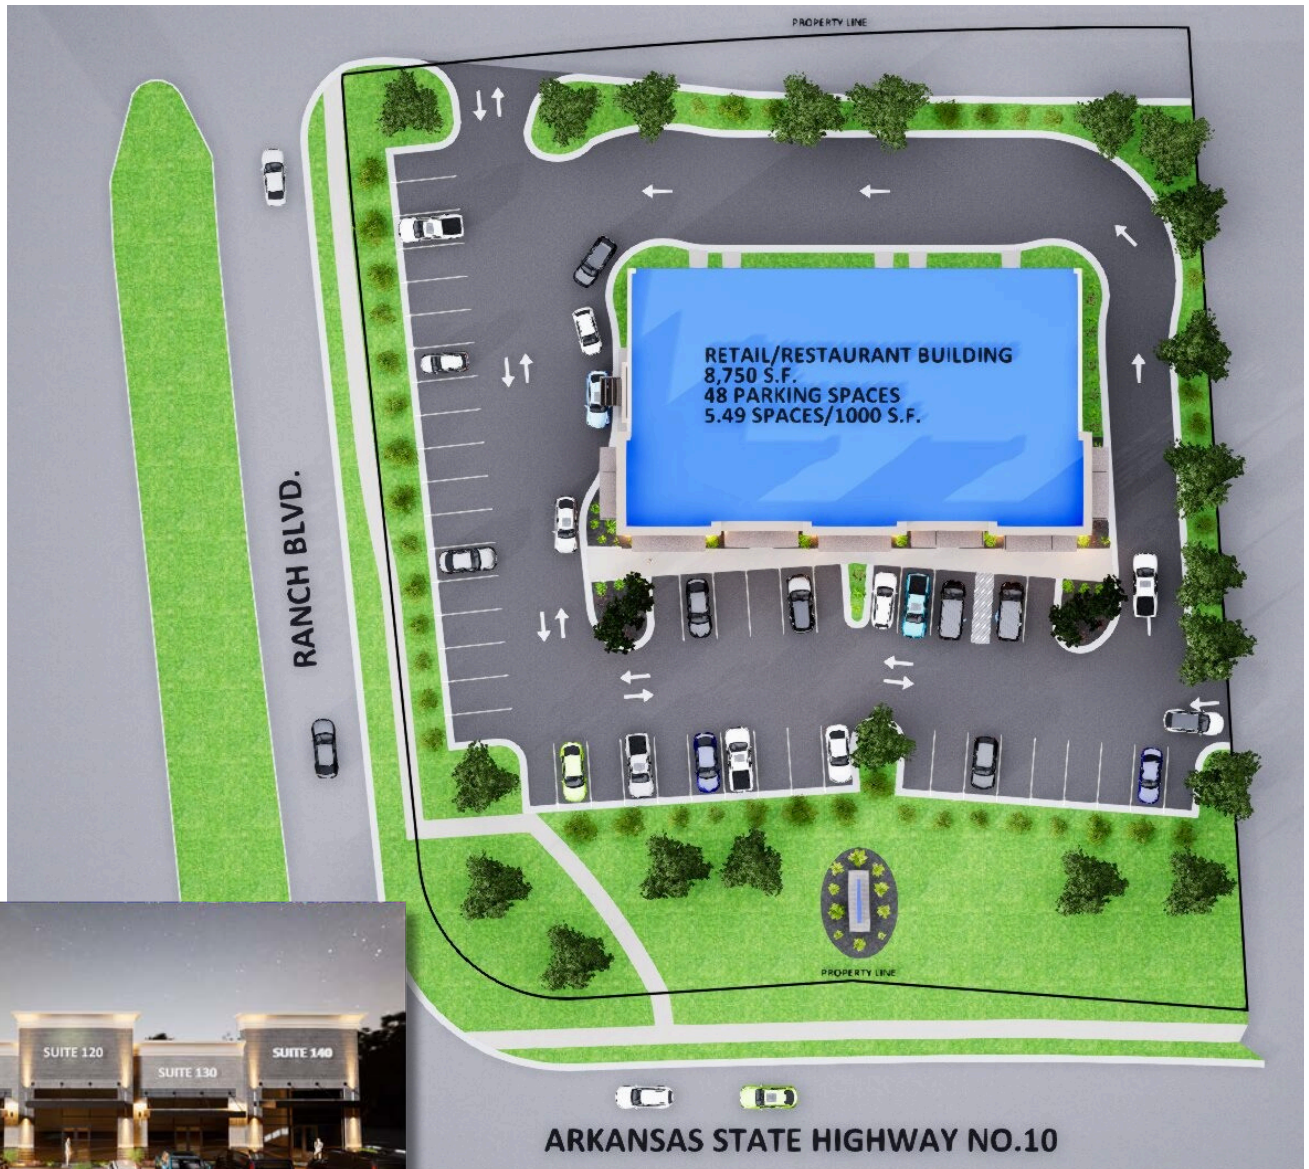 PROPERTY LINE
RETAIL/RESTAURANT BUILDING
8,750 S.F.
48 PARKING SPACES
5.49 SPACES/1000 S.F.
RANCH BLVD.
PROPERTY LINE
SUITE 120
SUITE 130
SUITE 140
ARKANSAS STATE HIGHWAY NO.10